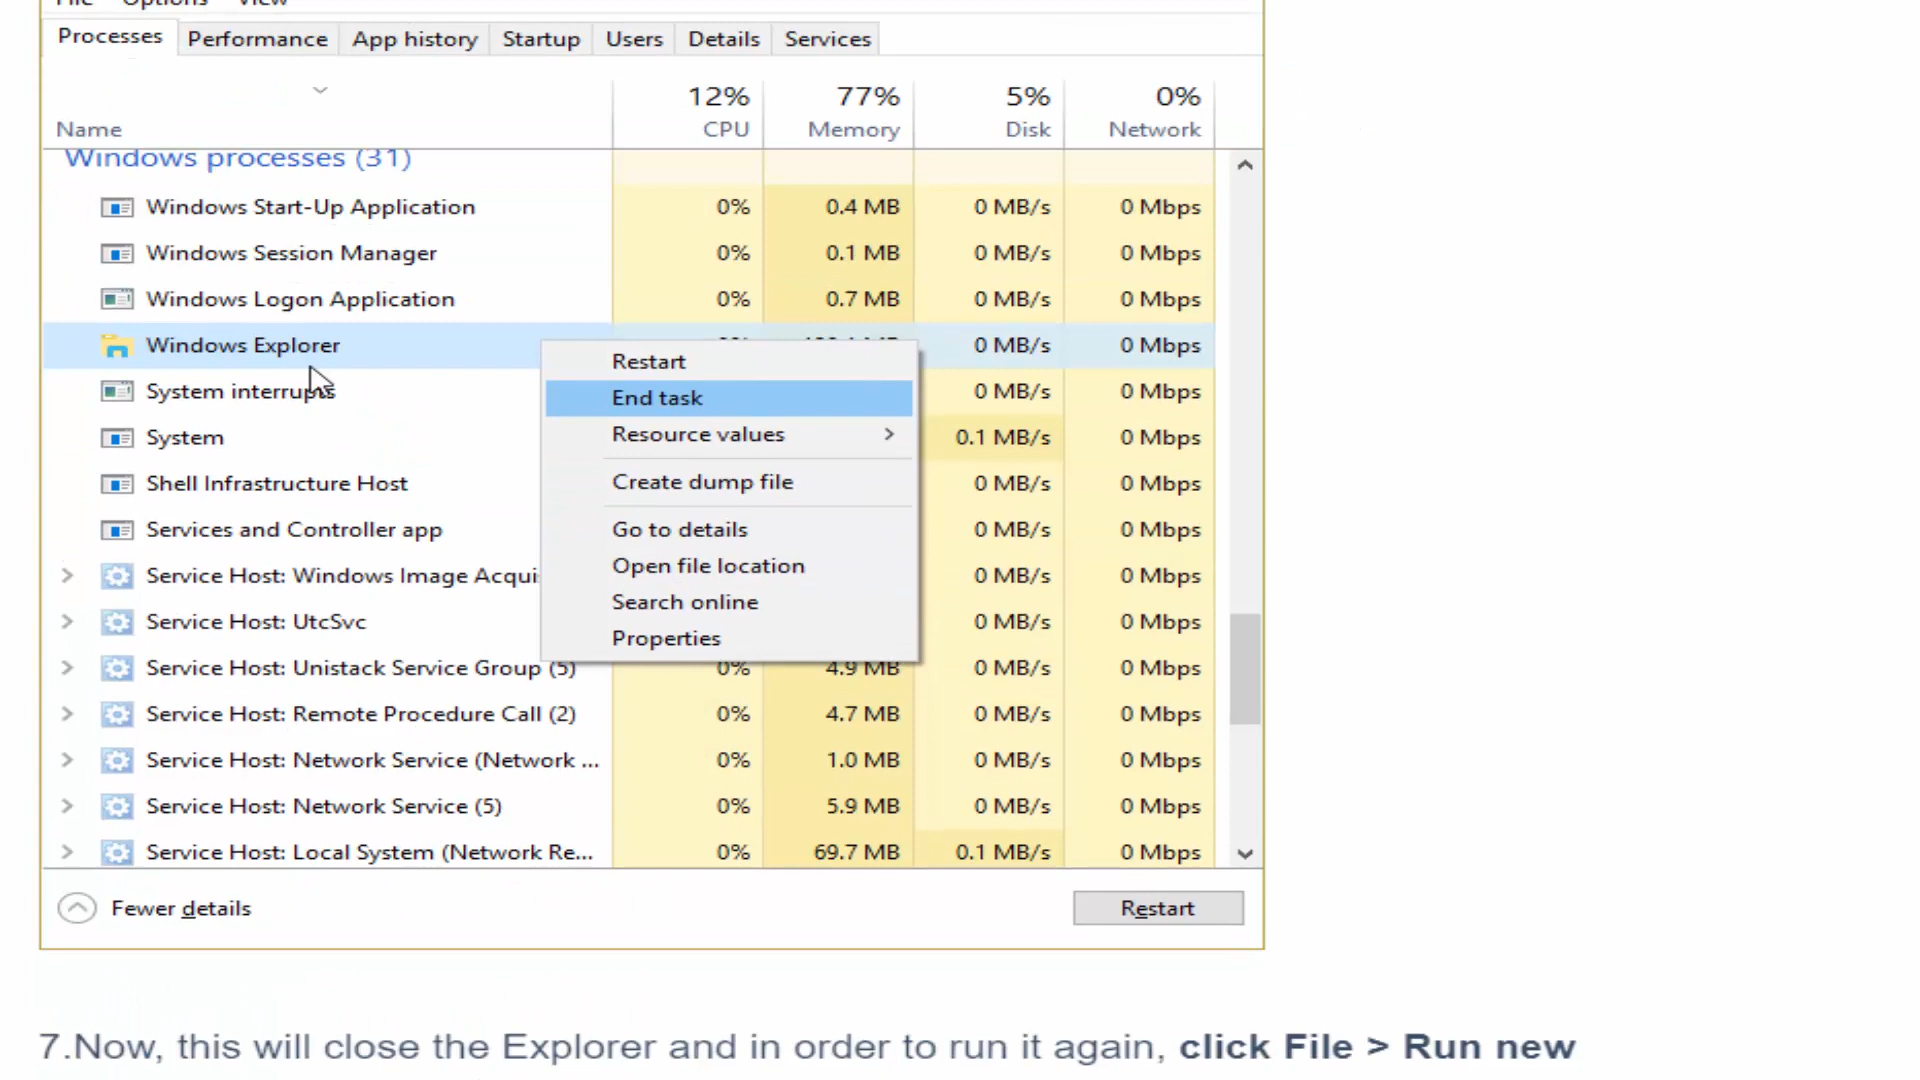 File Options View
Processes Performance App history Startup Users Details Services
12% 77% 5% 0%
Name CPU Memory Disk Network
Windows processes (31)
Windows Start-Up Application 0% 0.4 MB 0 MB/s 0 Mbps
Windows Session Manager 0% 0.1 MB 0 MB/s 0 Mbps
Windows Logon Application 0% 0.7 MB 0 MB/s 0 Mbps
Windows Explorer 0 MB/s 0 Mbps
Restart
System interrupts 0 MB/s 0 Mbps
End task
System 0.1 MB/s 0 Mbps
Resource values
Shell Infrastructure Host 0 MB/s 0 Mbps
Create dump file
Services and Controller app 0 MB/s 0 Mbps
Go to details
Service Host: Windows Image 0 MB/s 0 Mbps
Open file location
Service Host: UtcSvc 0 MB/s 0 Mbps
Search online
Properties
Service Host: Unistack Service Group (5) 0% 4.9 MB 0 MB/s 0 Mbps
Service Host: Remote Procedure Call (2) 0% 4.7 MB 0 MB/s 0 Mbps
Service Host: Network Service (Network ... 0% 1.0 MB 0 MB/s 0 Mbps
Service Host: Network Service (5) 0% 5.9 MB 0 MB/s 0 Mbps
Service Host: Local System (Network Re... 0% 69.7 MB 0.1 MB/s 0 Mbps
Fewer details Restart
7.Now, this will close the Explorer and in order to run it again, click File > Run new